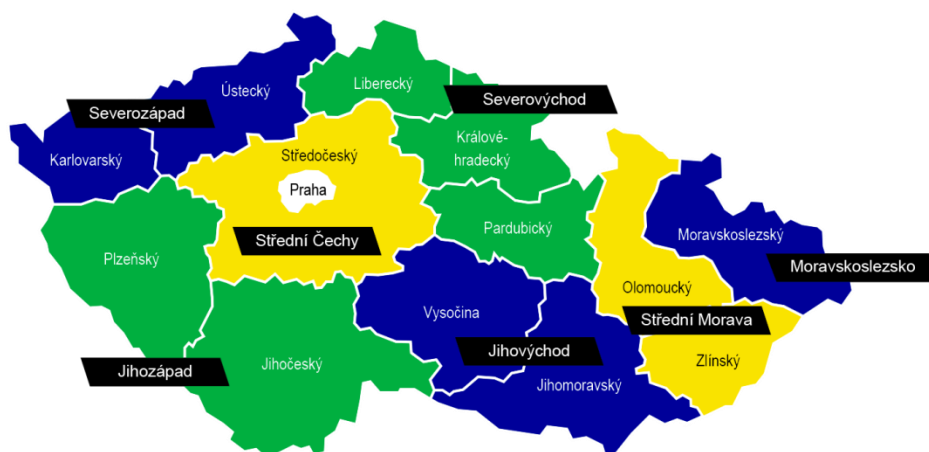 Ústecký
Liberecký
Severozápad
Severovýchod
Karlovarský
Středočeský
Králové-
hradecký
Praha
Plzeňský
Střední Čechy
Pardubický
Moravskoslezský
Moravskoslezsko
Olomoucký
Vysočina
Střední Morava
Jihozápad
Jihočeský
Jihovýchod
Zlínský
Jihomoravský